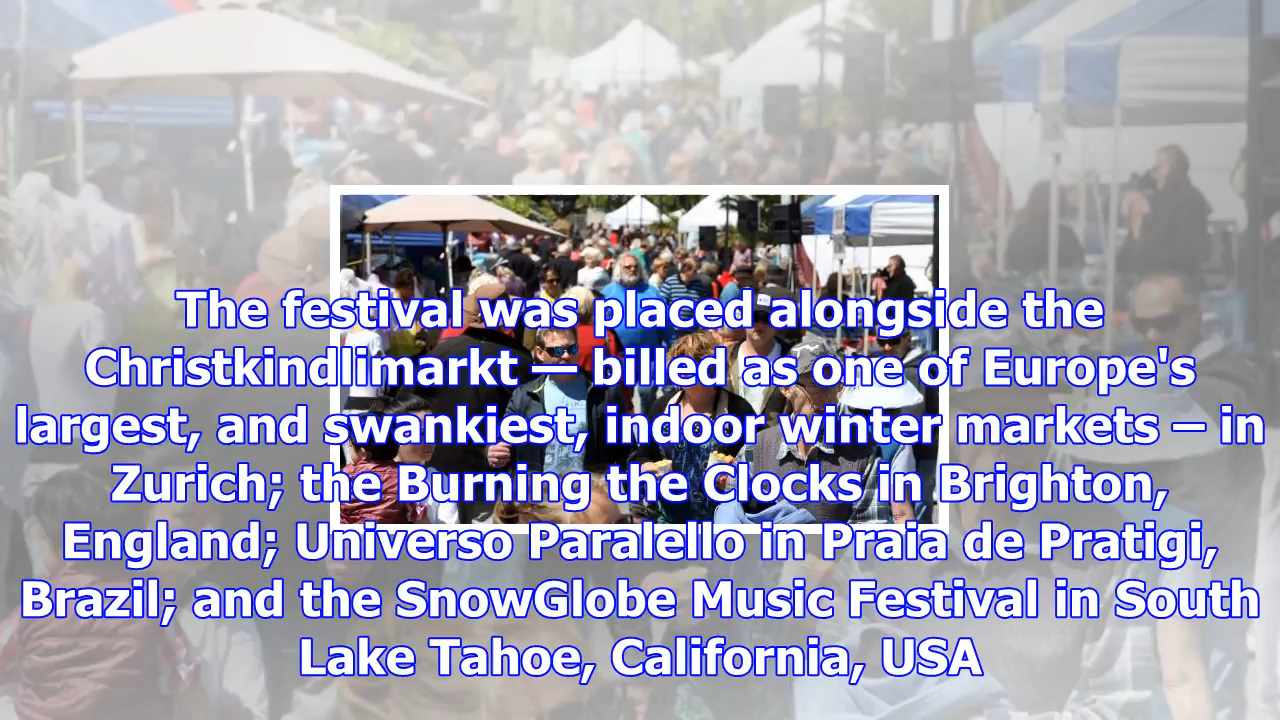 The festival was placed alongside the
Christkindlimarkt — billed as one of Europe's
largest, and swankiest, indoor winter markets – in
Zurich; the Burning the Clocks in Brighton,
England; Universo Paralello in Praia de Pratigi,
Brazil; and the SnowGlobe Music Festival in South
Lake Tahoe, California, USA